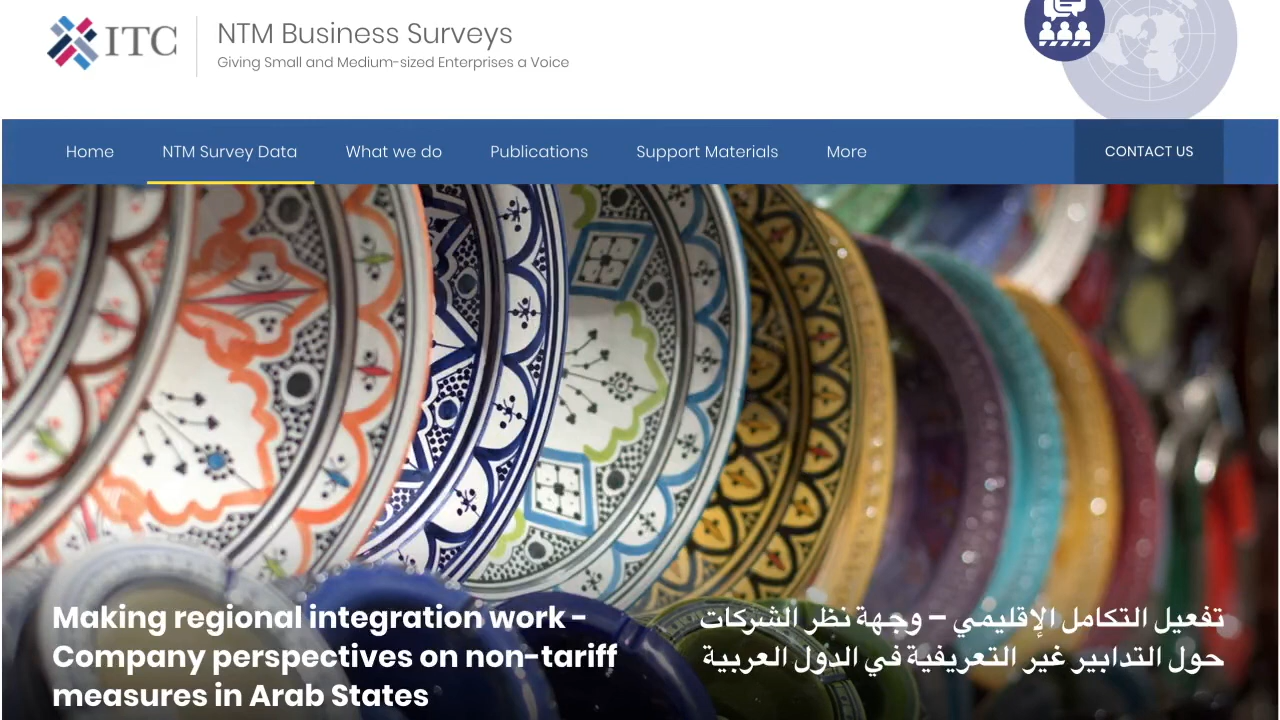 ITC
NTM Business Surveys
Giving Small and Medium-sized Enterprises a Voice
Home
NTM Survey Data
What we do
Publications
Support Materials
More
CONTACT US
Making regional integration work -
Company perspectives on non-tariff
measures in Arab States
تفعيل التكامل الإقليمي – وجهة نظر الشركات
حول التدابير غير التعريفية في الدول العربية